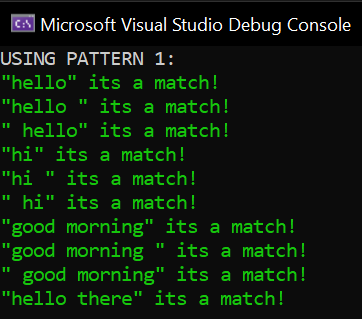 C:\
Microsoft Visual Studio Debug Console
USING PATTERN 1:
"hello" its a match!
"hello " its a match!
" hello" its a match!
"hi" its a match!
"hi " its a match!
" hi" its a match!
"good morning" its a match!
"good morning " its a match!
" good morning" its a match!
"hello there" its a match!